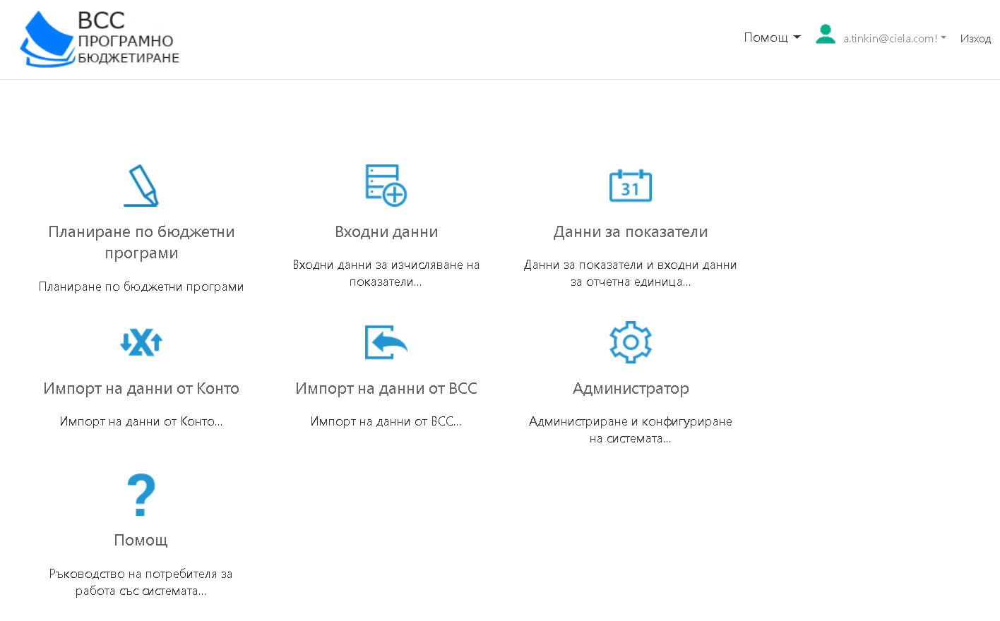 ВСС
ПРОГРАМНО
БЮДЖЕТИРАНЕ
Помощ
a.tinkin@ciela.com!
Изход
31
Планиране по бюджетни
програми
Планиране по бюджетни програми
Входни данни
Входни данни за изчисляване на
показатели...
Данни за показатели
Данни за показатели и входни данни
за отчетна единица...
Импорт на данни от Конто
Импорт на данни от Конто...
Импорт на данни от ВСС
Импорт на данни от ВСС...
Администратор
Администриране и конфигуриране
на системата...
Помощ
Ръководство на потребителя за
работа със системата...